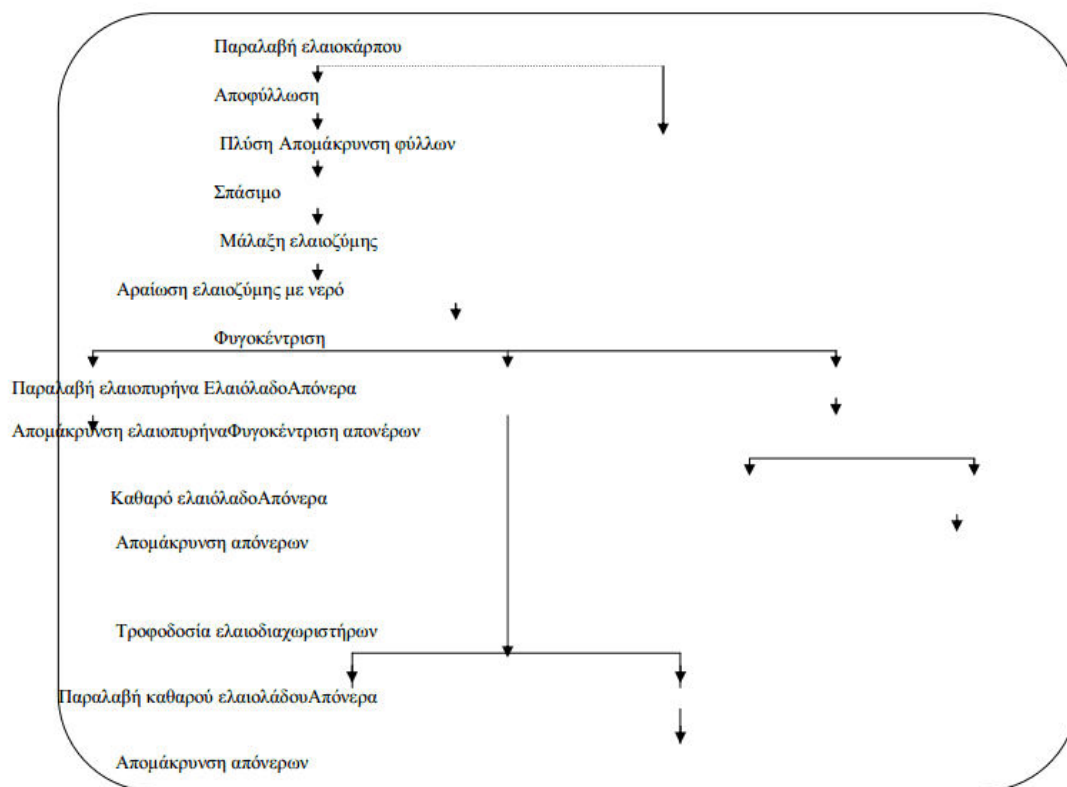 Παραλαβή ελαιοκάρπου
Αποφύλλωση
Πλύση Απομάκρυνση φύλλων
Σπάσιμο
Μάλαξη ελαιοζύμης
Αραίωση ελαιοζύμης με νερό
Φυγοκέντριση
Παραλαβή ελαιοπυρήνα ΕλαιόλαδοΑπόνερα
Απομάκρυνση ελαιοπυρήναΦυγοκέντριση απονέρων
Καθαρό ελαιόλαδοΑπόνερα
Απομάκρυνση απόνερων
Τροφοδοσία ελαιοδιαχωριστήρων
Παραλαβή καθαρού ελαιολάδουΑπόνερα
Απομάκρυνση απόνερων